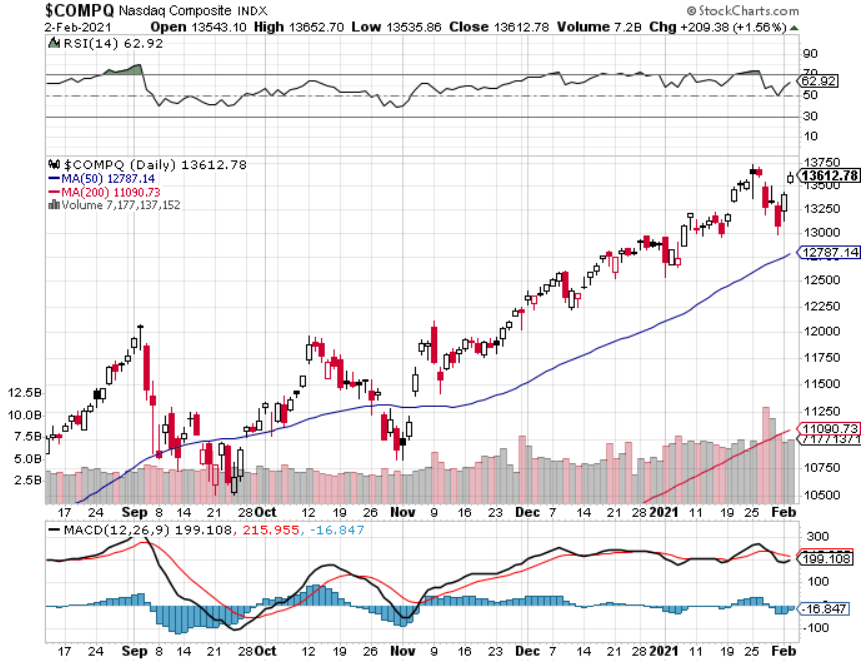 $COMPQ Nasdaq Composite INDX © StockCharts.com
2-Feb-2021 Open 13543.10 High 13652.70 Low 13535.86 Close 13612.78 Volume 7.2B Chg +209.38 (+1.56%)
RSI(14) 62.92
90
70
62.92
50
30
10
$COMPQ (Daily) 13612.78
MA(50) 12787.14
MA(200) 11090.73
Volume 7,177,137,152
13750
13612.78
13500
13250
13000
12787.14
12500
12250
12000
11750
11500
11250
11090.73
10750
10500
12.5B
10.0B
7.5B
5.0B
2.5B
17 24 Sep 8 14 21 28 Oct 12 19 26 Nov 9 16 23 Dec 7 14 21 28 2021 11 19 25 Feb
MACD(12,26,9) 199.108, 215.955, -16.847
300
199.108
100
-16.847
-100
17 24 Sep 8 14 21 28 Oct 12 19 26 Nov 9 16 23 Dec 7 14 21 28 2021 11 19 25 Feb